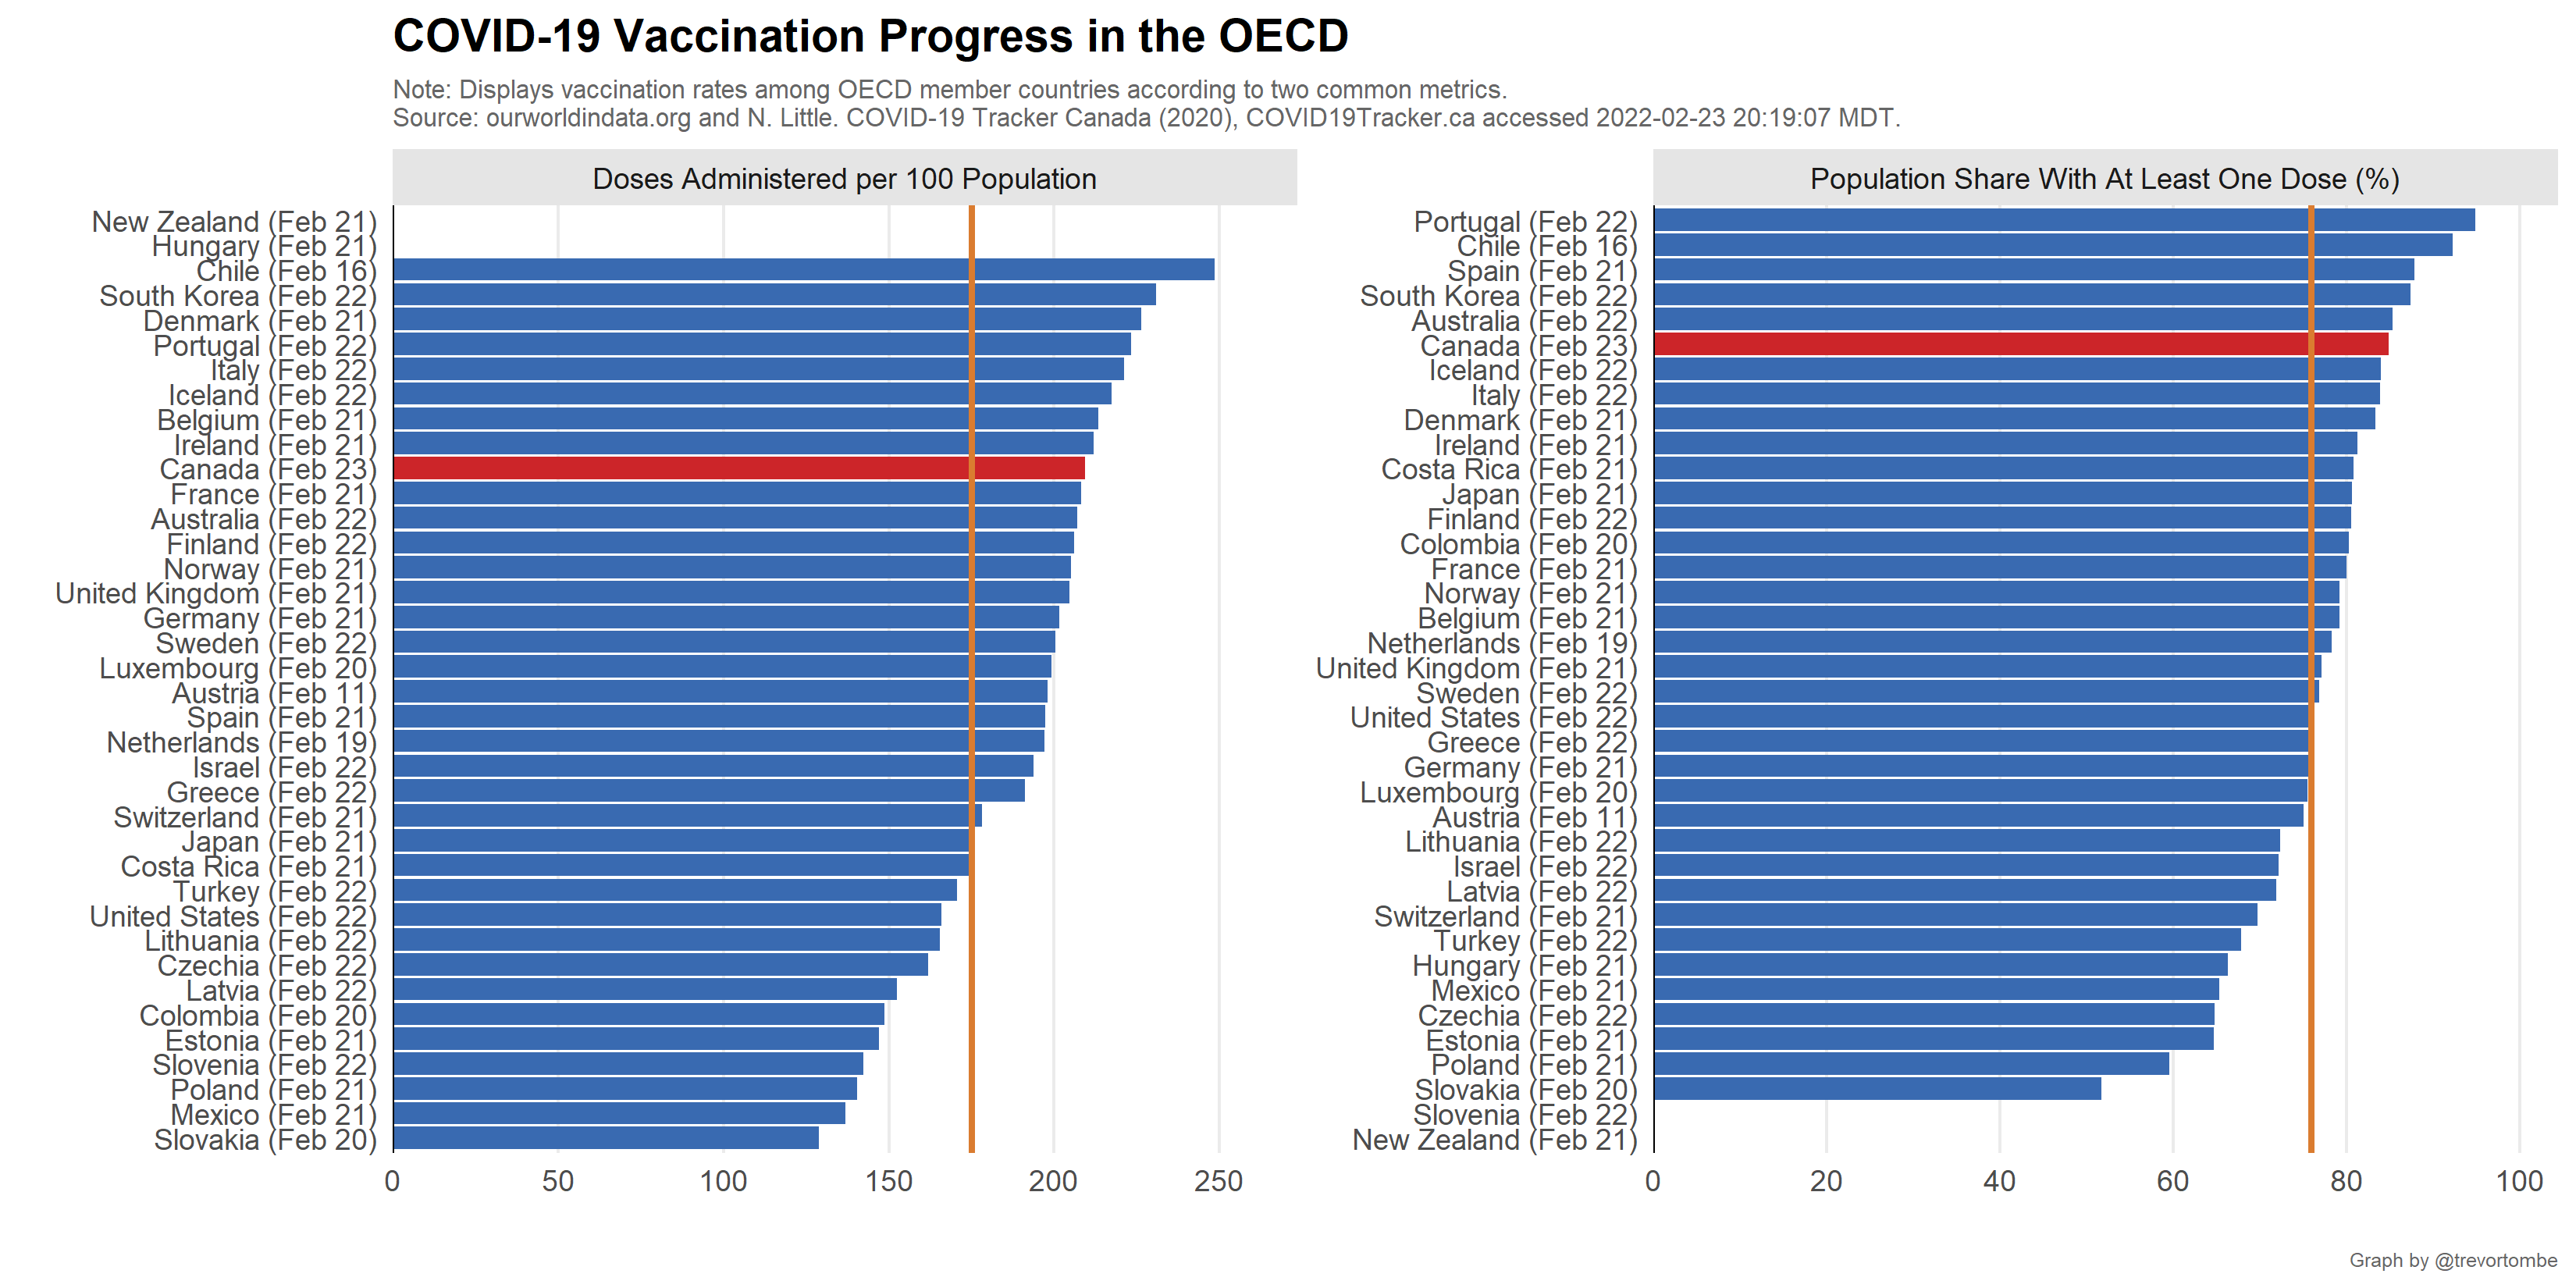 COVID-19 Vaccination Progress in the OECD
Note: Displays vaccination rates among OECD member countries according to two common metrics.
Source: ourworldindata.org and N. Little. COVID-19 Tracker Canada (2020), COVID19Tracker.ca accessed 2022-02-23 20:19:07 MDT.
Doses Administered per 100 Population
New Zealand (Feb 21)
Hungary (Feb 21)
Chile (Feb 16)
South Korea (Feb 22)
Denmark (Feb 21)
Portugal (Feb 22)
Italy (Feb 22)
Iceland (Feb 22)
Belgium (Feb 21)
Ireland (Feb 21)
Canada (Feb 23)
France (Feb 21)
Australia (Feb 22)
Finland (Feb 22)
Norway (Feb 21)
United Kingdom (Feb 21)
Germany (Feb 21)
Sweden (Feb 22)
Luxembourg (Feb 20)
Austria (Feb 11)
Spain (Feb 21)
Netherlands (Feb 19)
Israel (Feb 22)
Greece (Feb 22)
Switzerland (Feb 21)
Japan (Feb 21)
Costa Rica (Feb 21)
Turkey (Feb 22)
United States (Feb 22)
Lithuania (Feb 22)
Czechia (Feb 22)
Latvia (Feb 22)
Colombia (Feb 20)
Estonia (Feb 21)
Slovenia (Feb 22)
Poland (Feb 21)
Mexico (Feb 21)
Slovakia (Feb 20)
0 50 100 150 200 250
Population Share With At Least One Dose (%)
Portugal (Feb 22)
Chile (Feb 16)
Spain (Feb 21)
South Korea (Feb 22)
Australia (Feb 22)
Canada (Feb 23)
Iceland (Feb 22)
Italy (Feb 22)
Denmark (Feb 21)
Ireland (Feb 21)
Costa Rica (Feb 21)
Japan (Feb 21)
Finland (Feb 22)
Colombia (Feb 20)
France (Feb 21)
Norway (Feb 21)
Belgium (Feb 21)
Netherlands (Feb 19)
United Kingdom (Feb 21)
Sweden (Feb 22)
United States (Feb 22)
Greece (Feb 22)
Germany (Feb 21)
Luxembourg (Feb 20)
Austria (Feb 11)
Lithuania (Feb 22)
Israel (Feb 22)
Latvia (Feb 22)
Switzerland (Feb 21)
Turkey (Feb 22)
Hungary (Feb 21)
Mexico (Feb 21)
Czechia (Feb 22)
Estonia (Feb 21)
Poland (Feb 21)
Slovakia (Feb 20)
Slovenia (Feb 22)
New Zealand (Feb 21)
0 20 40 60 80 100
Graph by @trevortombe